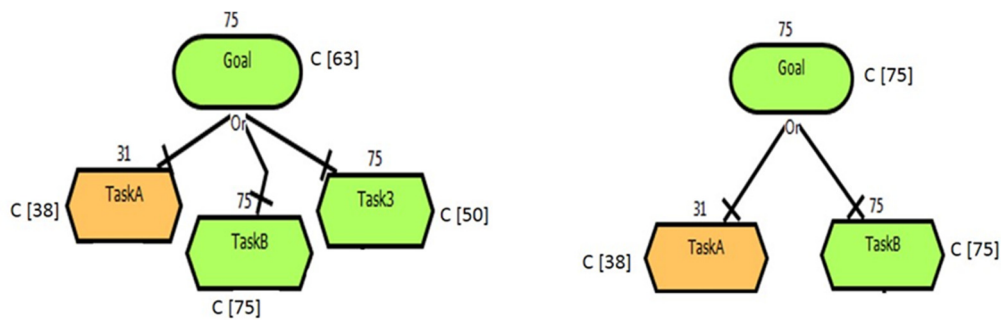 75
Goal
C [63]
Or
31
TaskA
C [38]
75
TaskB
C [75]
75
Task3
C [50]
75
Goal
C [75]
Or
31
TaskA
C [38]
75
TaskB
C [75]